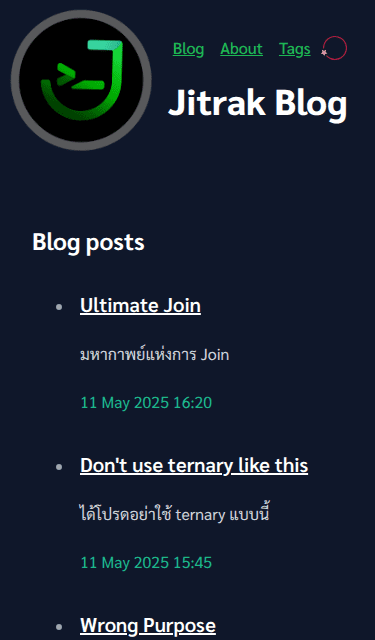 Blog About Tags
Jitrak Blog
Blog posts
Ultimate Join
มหากาพย์แห่งการ Join
11 May 2025 16:20
Don't use ternary like this
ได้โปรดอย่าใช้ ternary แบบนี้
11 May 2025 15:45
Wrong Purpose